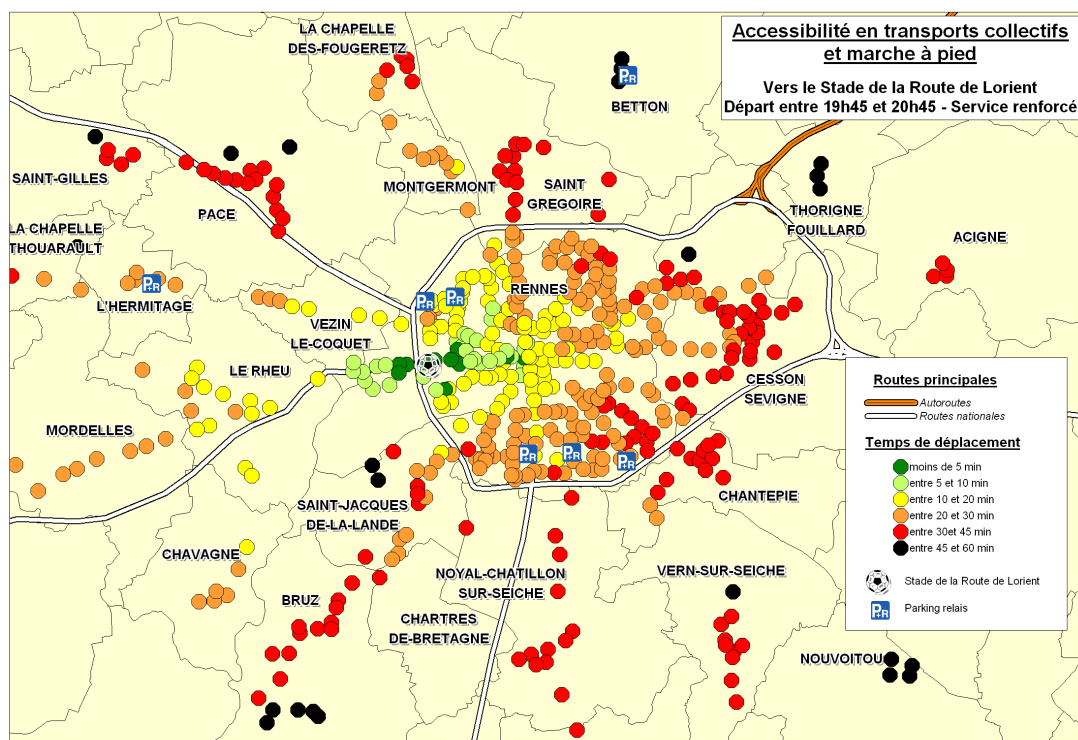 Accessibilité en transports collectifs
et marche à pied
Vers le Stade de la Route de Lorient
Départ entre 19h45 et 20h45 - Service renforcé
LA CHAPELLE
DES-FOUGERETZ
P+R
BETTON
SAINT-GILLES
MONTGERMONT
SAINT
GREGOIRE
PACE
THORIGNE
FOUILLARD
LA CHAPELLE
THOUARAULT
ACIGNE
P+R
L'HERMITAGE
P+R
P+R
RENNES
VEZIN
LE-COQUET
LE RHEU
CESSON
SEVIGNE
MORDELLES
P+R
P+R
P+R
CHANTEPIE
SAINT-JACQUES
DE-LA-LANDE
CHAVAGNE
NOYAL-CHATILLON
SUR-SEICHE
VERN-SUR-SEICHE
BRUZ
CHARTRES
DE-BRETAGNE
NOUVOITOU
Routes principales
Autoroutes
Routes nationales
Temps de déplacement
moins de 5 min
entre 5 et 10 min
entre 10 et 20 min
entre 20 et 30 min
entre 30et 45 min
entre 45 et 60 min
Stade de la Route de Lorient
P+R Parking relais